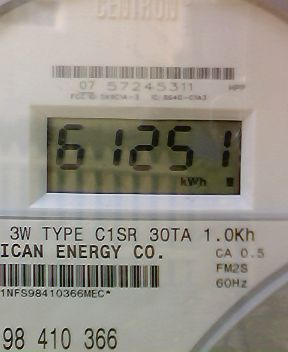 CENTRON
07 57245311 MPP
61251
kWh
3W TYPE C1SR 30TA 1.0Kh
ICAN ENERGY CO. CA 0.5
FM2S
60Hz
1NFS98410366MEC*
98 410 366